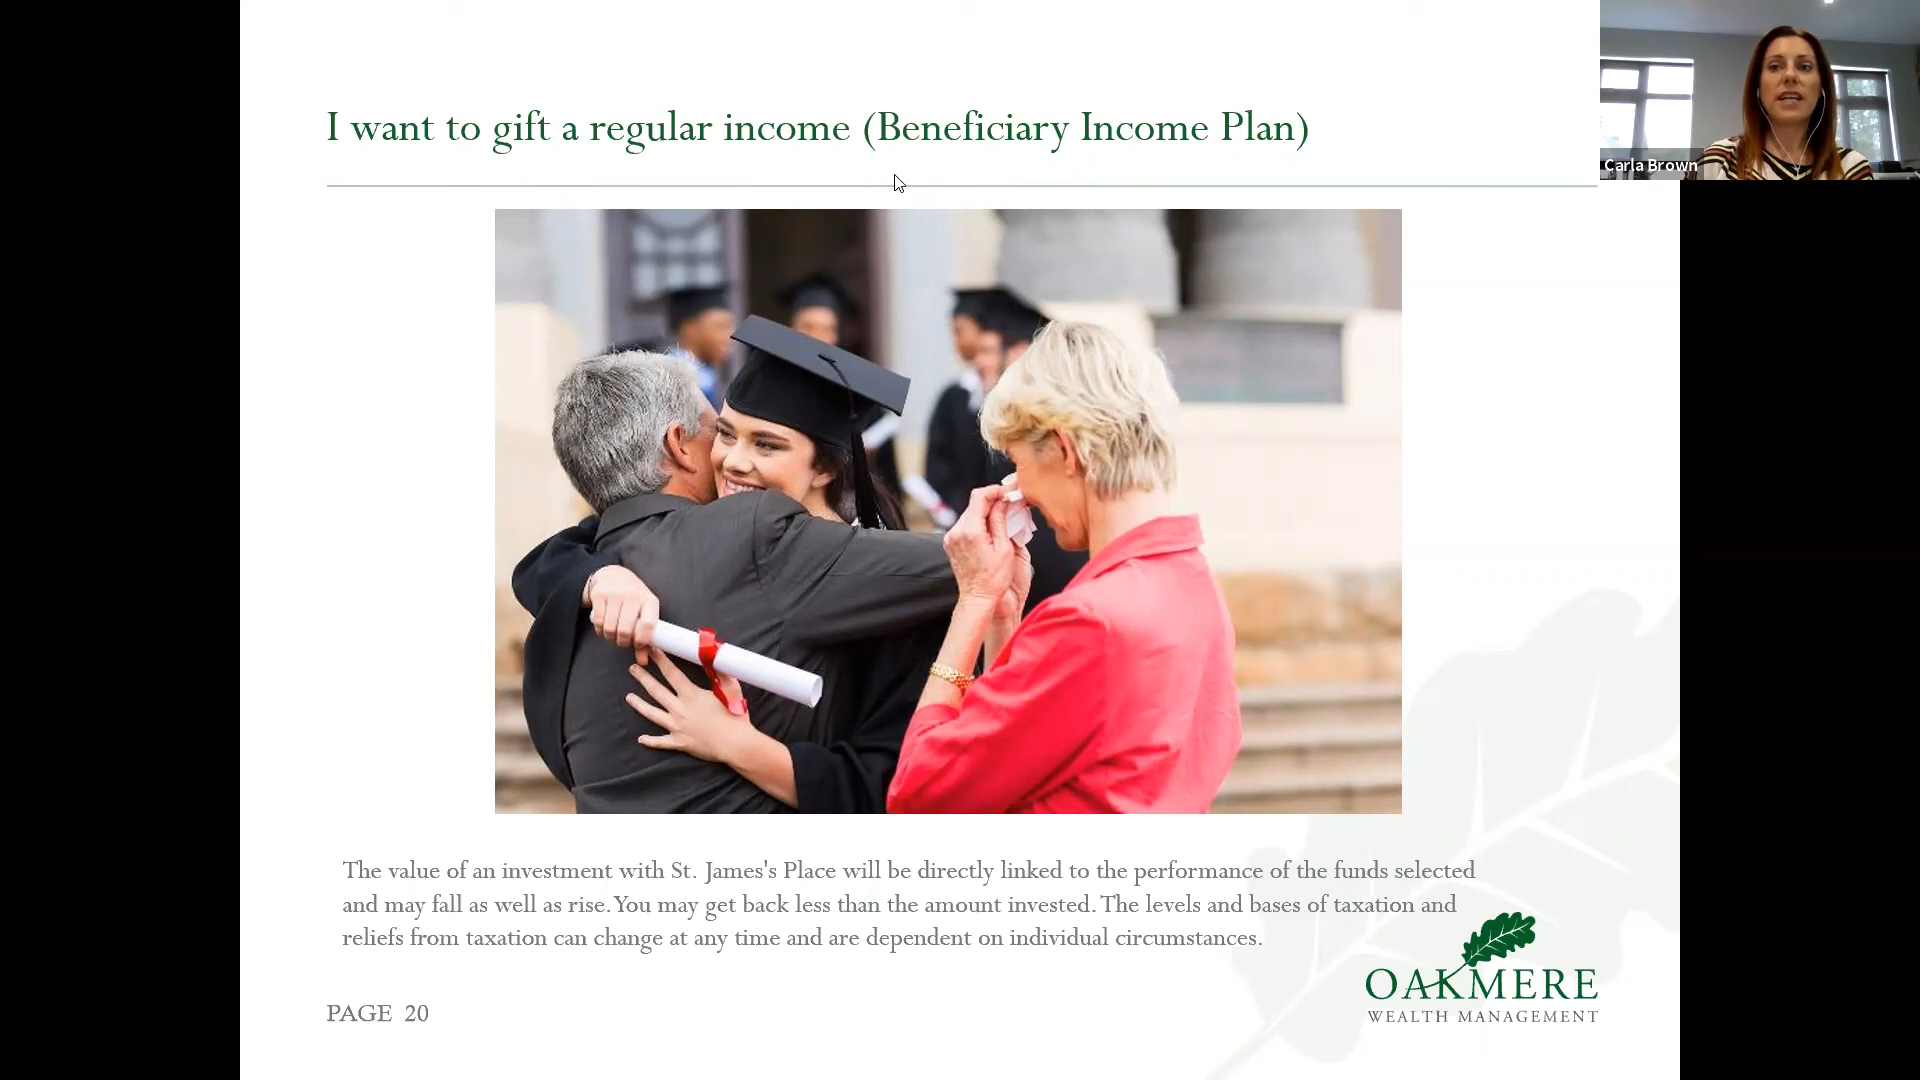 I want to gift a regular income (Beneficiary Income Plan)
Carla Brown
The value of an investment with St. James's Place will be directly linked to the performance of the funds selected
and may fall as well as rise. You may get back less than the amount invested. The levels and bases of taxation and
reliefs from taxation can change at any time and are dependent on individual circumstances.
OAKMERE
WEALTH MANAGEMENT
PAGE 20